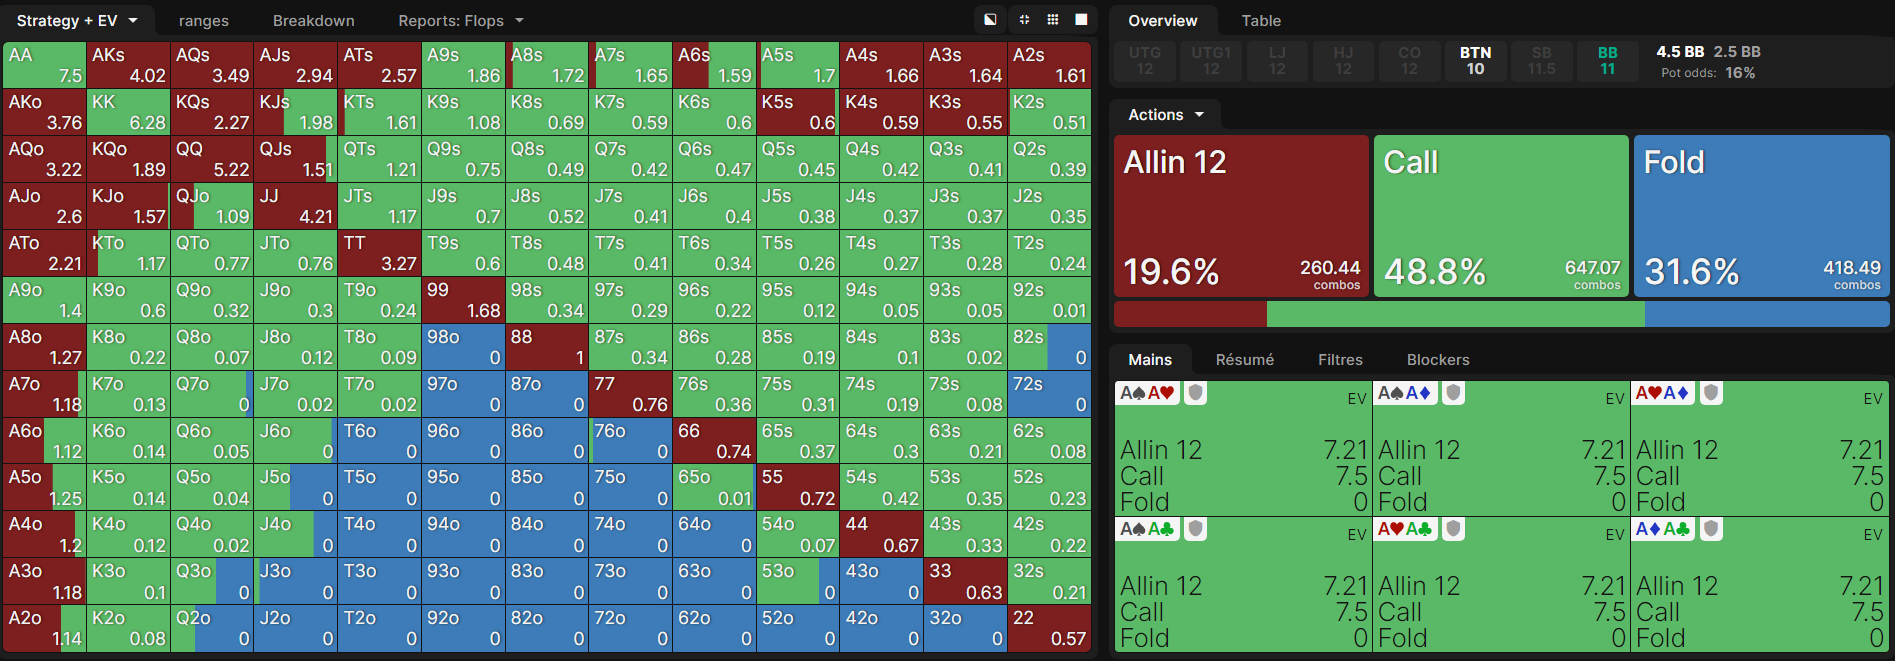 Strategy + EV ranges Breakdown Reports: Flops
AA AKs AQs AJs ATs A9s A8s A7s A6s A5s A4s A3s A2s
7.5 4.02 3.49 2.94 2.57 1.86 1.72 1.65 1.59 1.7 1.66 1.64 1.61
AKo KK KQs KJs KTs K9s K8s K7s K6s K5s K4s K3s K2s
3.76 6.28 2.27 1.98 1.61 1.08 0.69 0.59 0.6 0.6 0.59 0.55 0.51
AQo KQo QQ QJs QTs Q9s Q8s Q7s Q6s Q5s Q4s Q3s Q2s
3.22 1.89 5.22 1.51 1.21 0.75 0.49 0.42 0.47 0.45 0.42 0.41 0.39
AJo KJo QJo JJ JTs J9s J8s J7s J6s J5s J4s J3s J2s
2.6 1.57 1.09 4.21 1.17 0.7 0.52 0.41 0.4 0.38 0.37 0.37 0.35
ATo KTo QTo JTo TT T9s T8s T7s T6s T5s T4s T3s T2s
2.21 1.17 0.77 0.76 3.27 0.6 0.48 0.41 0.34 0.26 0.27 0.28 0.24
A9o K9o Q9o J9o T9o 99 98s 97s 96s 95s 94s 93s 92s
1.4 0.6 0.32 0.3 0.24 1.68 0.34 0.29 0.22 0.12 0.05 0.05 0.01
A8o K8o Q8o J8o T8o 98o 88 87s 86s 85s 84s 83s 82s
1.27 0.22 0.07 0.12 0.09 0 1 0.34 0.28 0.19 0.1 0.02 0
A7o K7o Q7o J7o T7o 97o 87o 77 76s 75s 74s 73s 72s
1.18 0.13 0 0.02 0.02 0 0 0.76 0.36 0.31 0.19 0.08 0
A6o K6o Q6o J6o T6o 96o 86o 76o 66 65s 64s 63s 62s
1.12 0.14 0.05 0 0 0 0 0 0.74 0.37 0.3 0.21 0.08
A5o K5o Q5o J5o T5o 95o 85o 75o 65o 55 54s 53s 52s
1.25 0.14 0.04 0 0 0 0 0 0.01 0.72 0.42 0.35 0.23
A4o K4o Q4o J4o T4o 94o 84o 74o 64o 54o 44 43s 42s
1.2 0.12 0.02 0 0 0 0 0 0 0.07 0.67 0.33 0.22
A3o K3o Q3o J3o T3o 93o 83o 73o 63o 53o 43o 33 32s
1.18 0.1 0 0 0 0 0 0 0 0 0 0.63 0.21
A2o K2o Q2o J2o T2o 92o 82o 72o 62o 52o 42o 32o 22
1.14 0.08 0 0 0 0 0 0 0 0 0 0 0.57
Overview Table
UTG UTG1 LJ HJ CO BTN SB BB 4.5 BB 2.5 BB
12 12 12 12 12 10 11.5 11 Pot odds: 16%
Actions
Allin 12 Call Fold
19.6% 260.44 48.8% 647.07 31.6% 418.49
combos combos combos
Mains Résumé Filtres Blockers
A♠A♥ EV A♠A♦ EV A♥A♦ EV
Allin 12 7.21 Allin 12 7.21 Allin 12 7.21
Call 7.5 Call 7.5 Call 7.5
Fold 0 Fold 0 Fold 0
A♠A♣ EV A♥A♣ EV A♦A♣ EV
Allin 12 7.21 Allin 12 7.21 Allin 12 7.21
Call 7.5 Call 7.5 Call 7.5
Fold 0 Fold 0 Fold 0